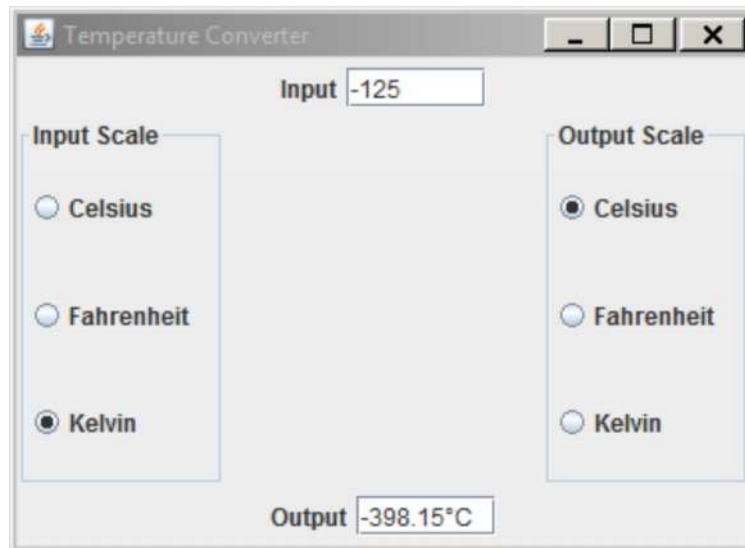 Temperature Converter
Input -125
Input Scale Output Scale
Celsius Celsius
Fahrenheit Fahrenheit
Kelvin Kelvin
Output -398.15°C